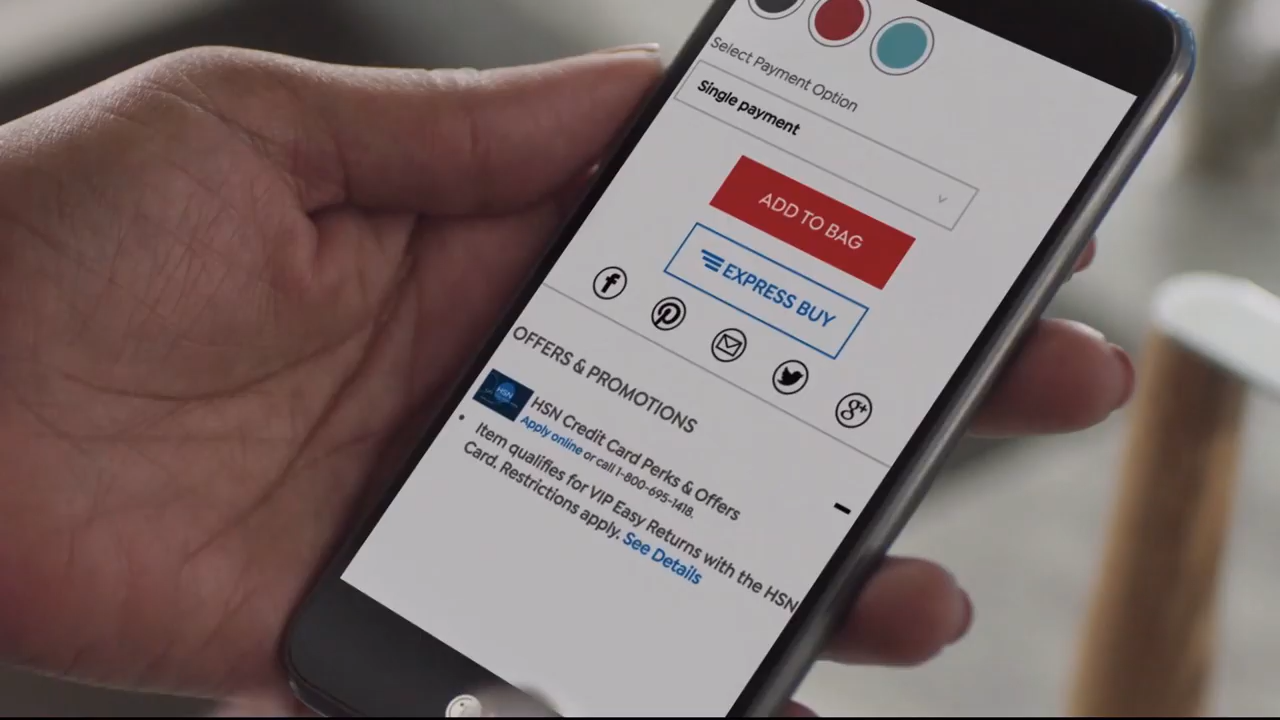 Select Payment Option
Single payment
ADD TO BAG
EXPRESS BUY
OFFERS & PROMOTIONS
HSN
HSN Credit Card Perks & Offers
Apply online or call 1-800-695-1418.
Item qualifies for VIP Easy Returns with the HSN
Card. Restrictions apply. See Details